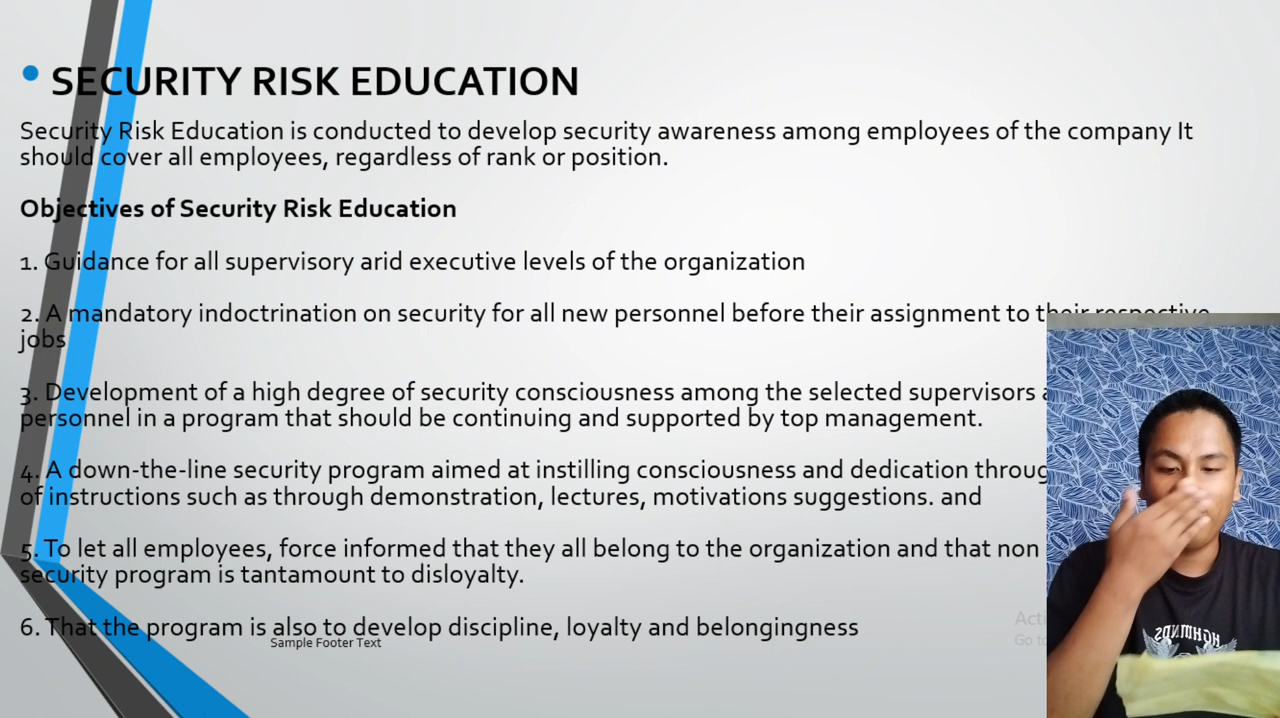 • SECURITY RISK EDUCATION
Security Risk Education is conducted to develop security awareness among employees of the company It
should cover all employees, regardless of rank or position.
Objectives of Security Risk Education
1. Guidance for all supervisory arid executive levels of the organization
2. A mandatory indoctrination on security for all new personnel before their assignment to their respective
jobs
3. Development of a high degree of security consciousness among the selected supervisors
personnel in a program that should be continuing and supported by top management.
4. A down-the-line security program aimed at instilling consciousness and dedication
of instructions such as through demonstration, lectures, motivations suggestions. and
5. To let all employees, force informed that they all belong to the organization and that non
security program is tantamount to disloyalty.
6. That the program is also to develop discipline, loyalty and belongingness
Sample Footer Text
Go to